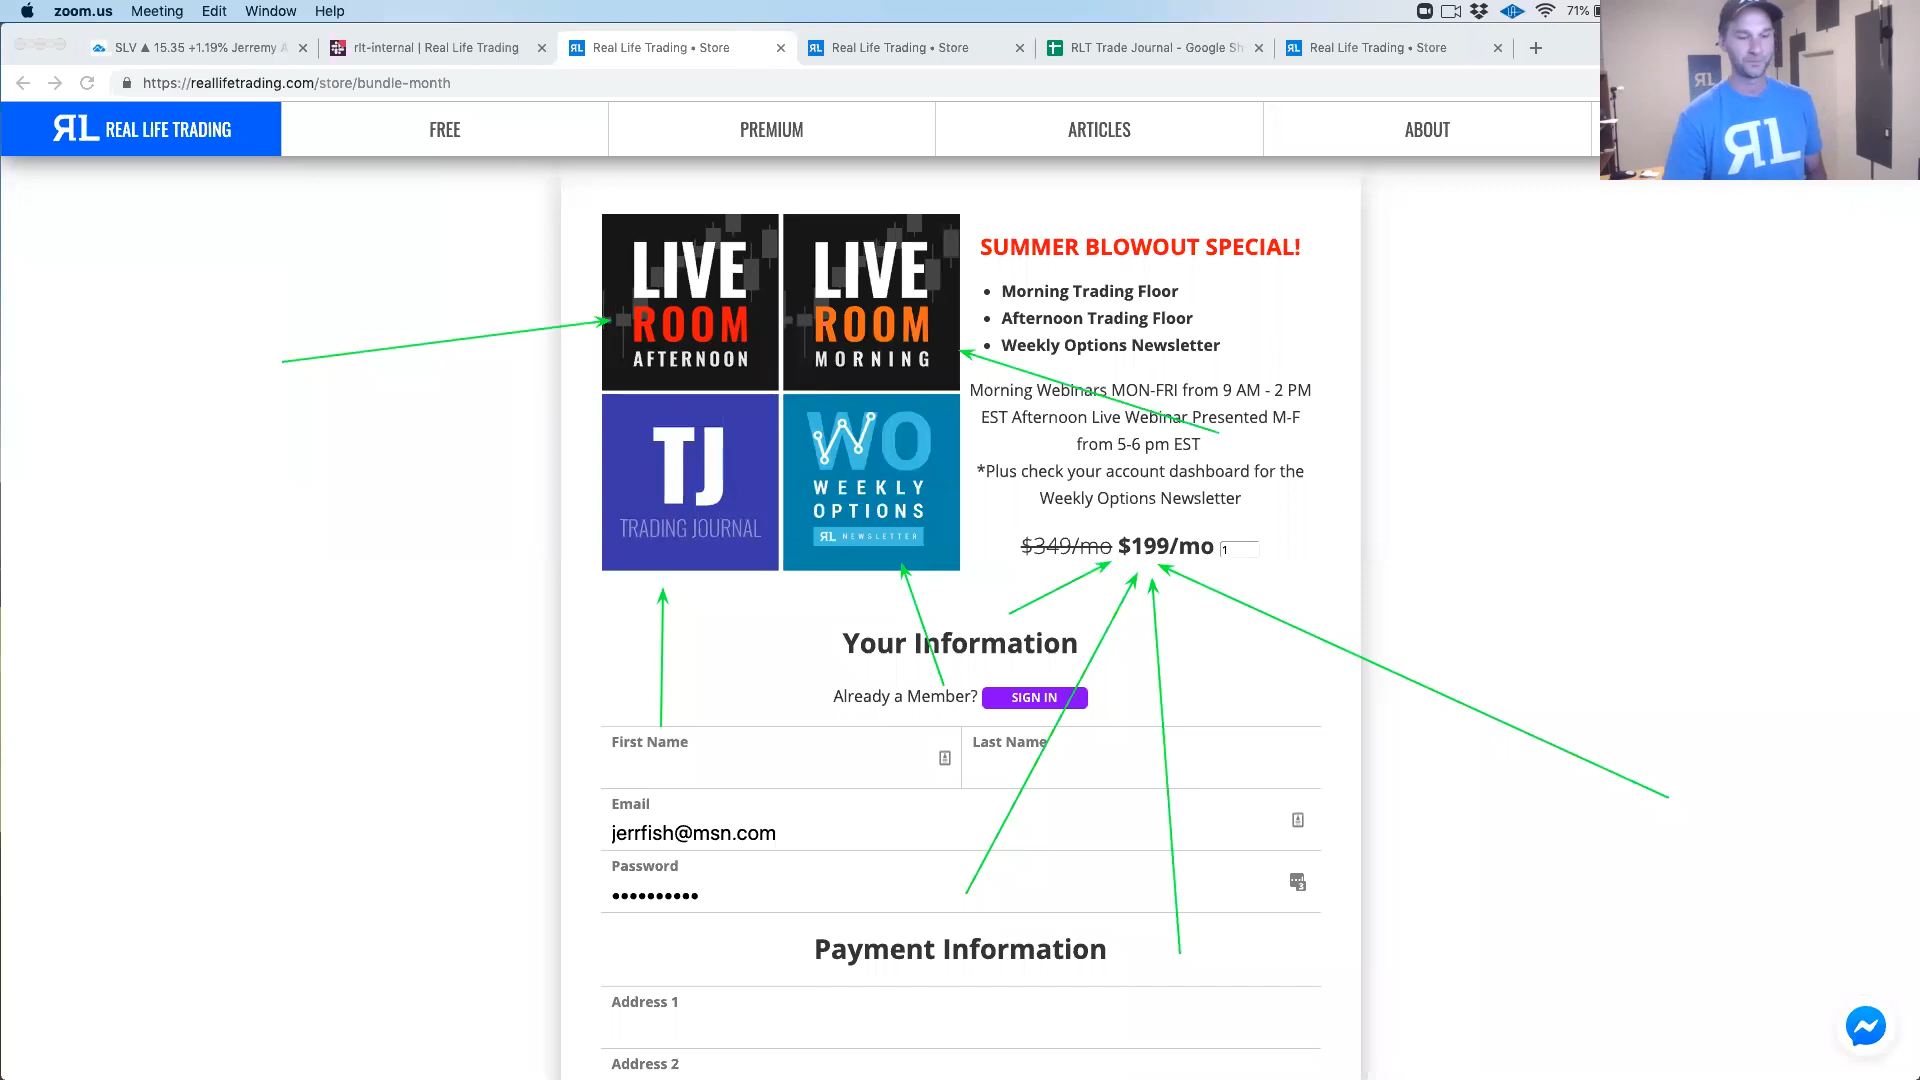 zoom.us Meeting Edit Window Help 71%
SLV ▲ 15.35 +1.19% Jerremy A
rlt-internal | Real Life Trading
Real Life Trading • Store
Real Life Trading • Store
RLT Trade Journal - Google Sh
Real Life Trading • Store
https://reallifetrading.com/store/bundle-month
RL REAL LIFE TRADING
FREE
PREMIUM
ARTICLES
ABOUT
RL
RL
LIVE
ROOM
AFTERNOON
LIVE
ROOM
MORNING
TJ
TRADING JOURNAL
WO
WEEKLY
OPTIONS
RL NEWSLETTER
SUMMER BLOWOUT SPECIAL!
• Morning Trading Floor
• Afternoon Trading Floor
• Weekly Options Newsletter
Morning Webinars MON-FRI from 9 AM - 2 PM
EST Afternoon Live Webinar Presented M-F
from 5-6 pm EST
*Plus check your account dashboard for the
Weekly Options Newsletter
$349/mo $199/mo 1
Your Information
Already a Member? SIGN IN
First Name
Last Name
Email
jerrfish@msn.com
Password
••••••••••
Payment Information
Address 1
Address 2